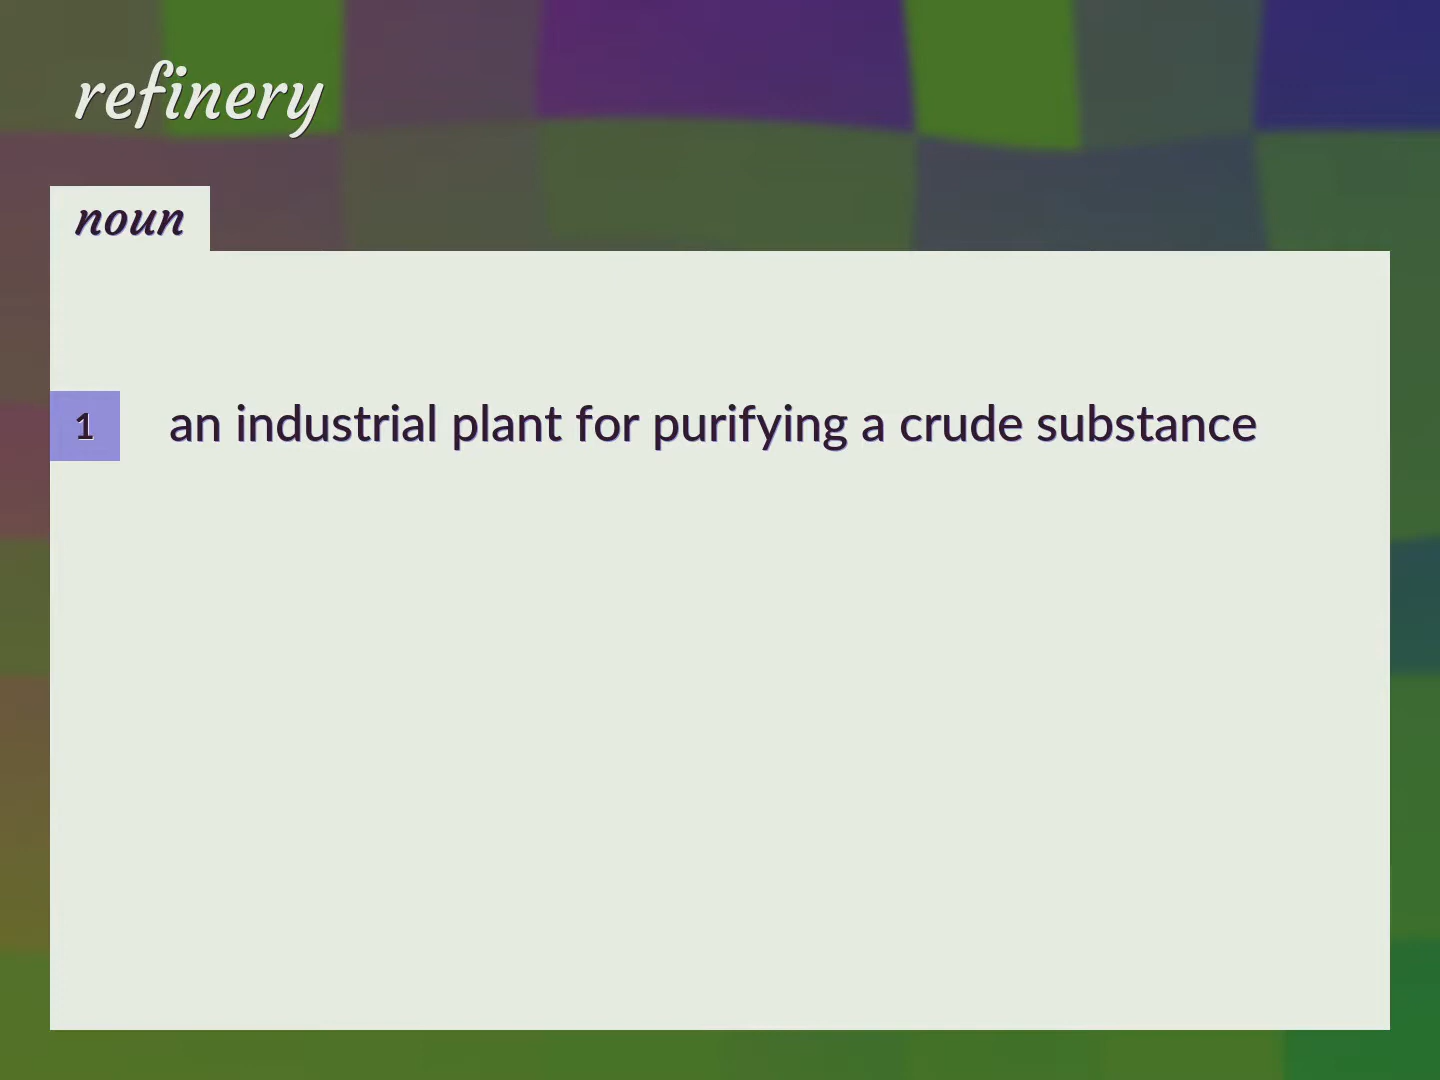 refinery
noun
1 an industrial plant for purifying a crude substance